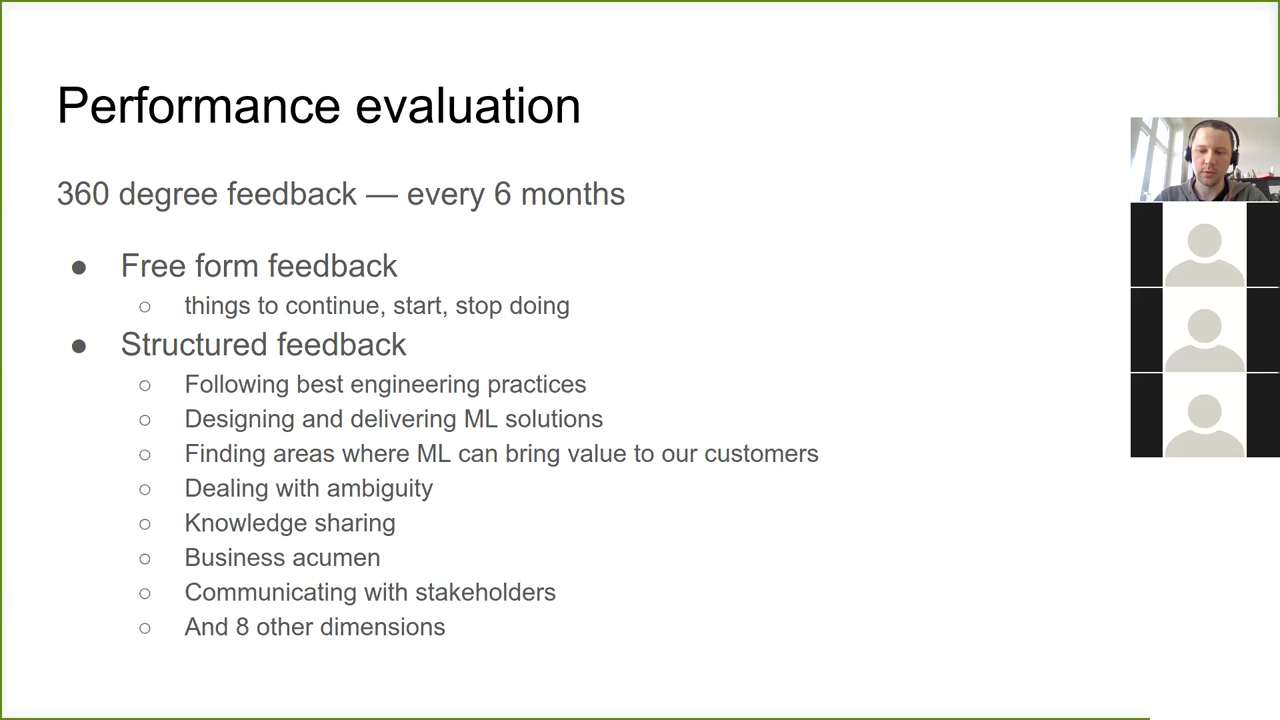 Performance evaluation
360 degree feedback — every 6 months
● Free form feedback
○ things to continue, start, stop doing
● Structured feedback
○ Following best engineering practices
○ Designing and delivering ML solutions
○ Finding areas where ML can bring value to our customers
○ Dealing with ambiguity
○ Knowledge sharing
○ Business acumen
○ Communicating with stakeholders
○ And 8 other dimensions